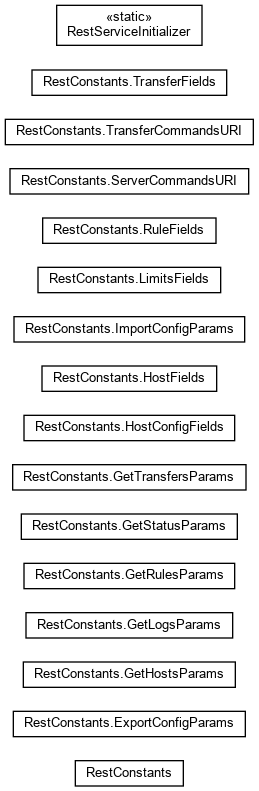 «static»
RestServiceInitializer
RestConstants.TransferFields
RestConstants.TransferCommandsURI
RestConstants.ServerCommandsURI
RestConstants.RuleFields
RestConstants.LimitsFields
RestConstants.ImportConfigParams
RestConstants.HostFields
RestConstants.HostConfigFields
RestConstants.GetTransfersParams
RestConstants.GetStatusParams
RestConstants.GetRulesParams
RestConstants.GetLogsParams
RestConstants.GetHostsParams
RestConstants.ExportConfigParams
RestConstants